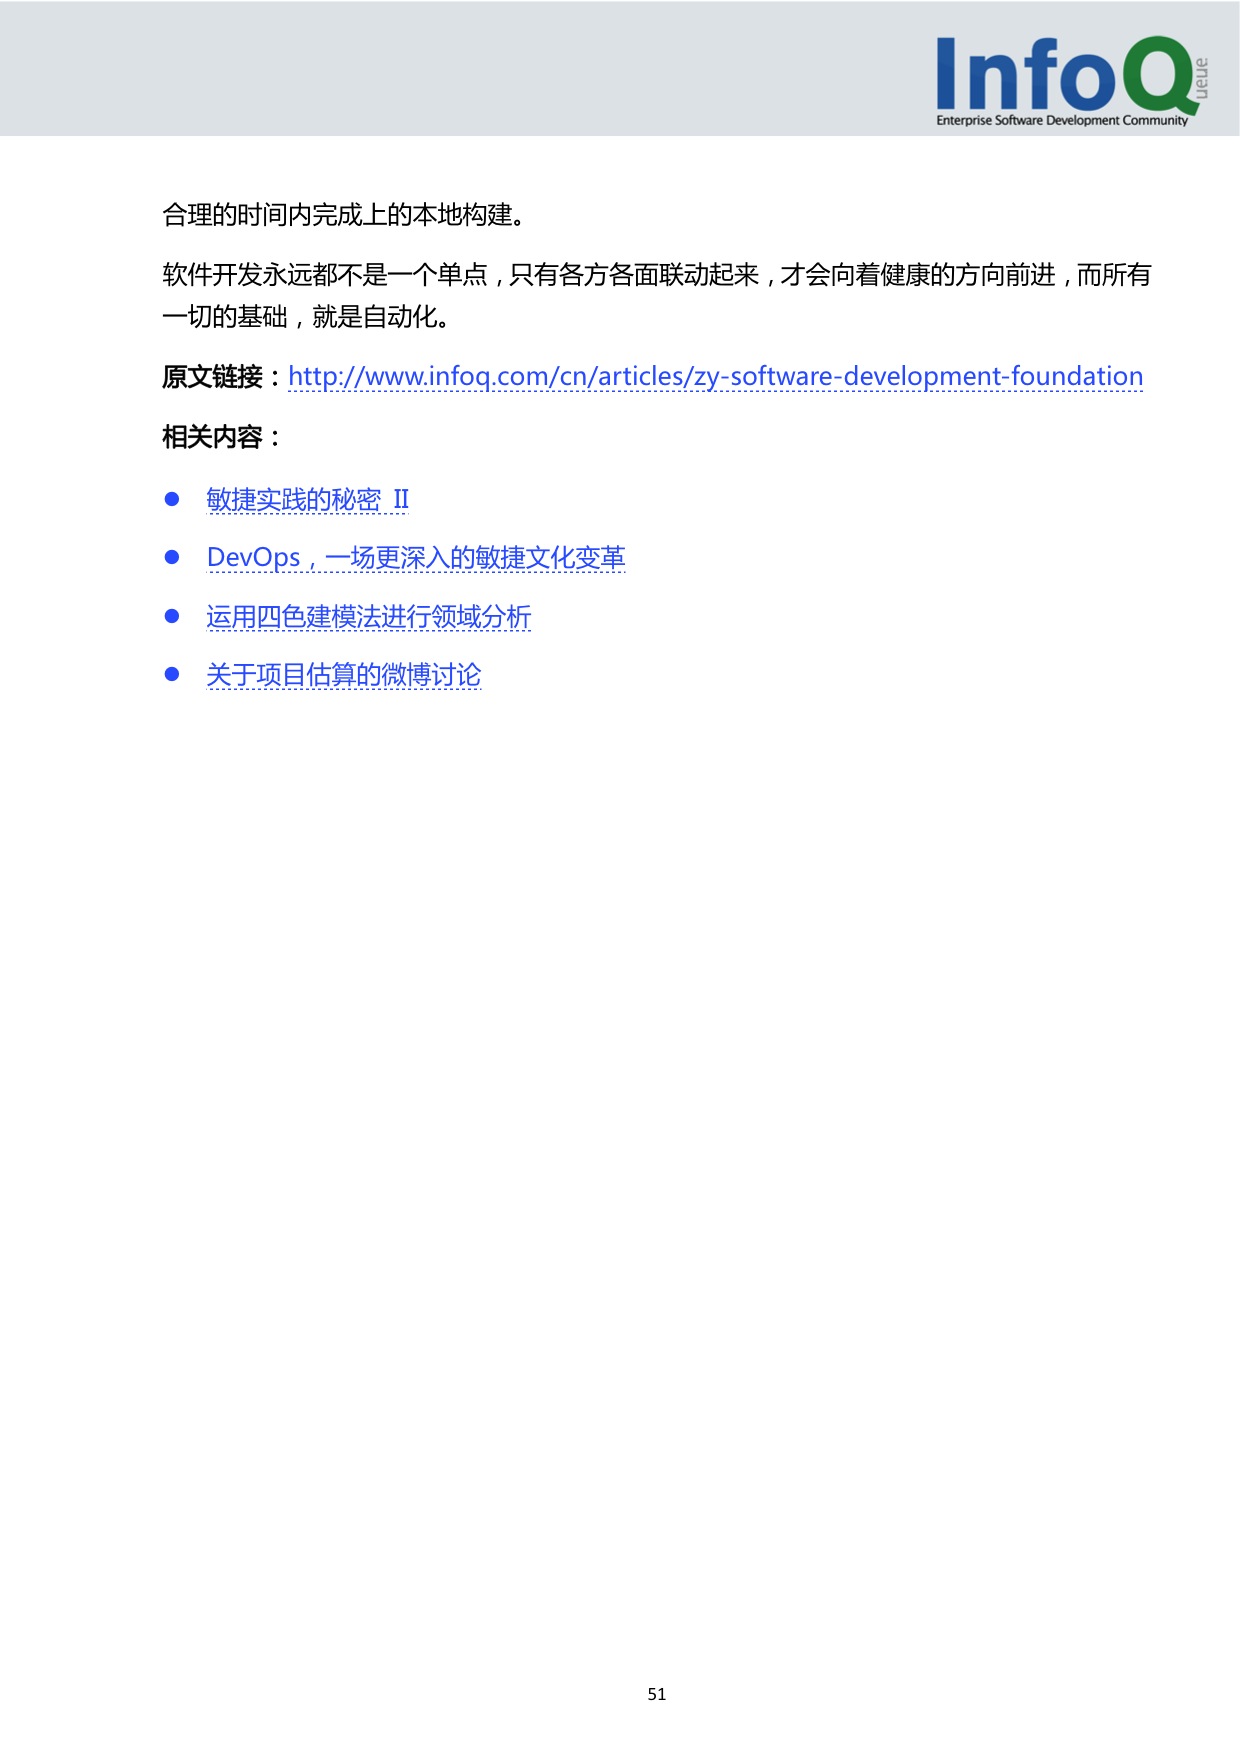 InfoQueue
Enterprise Software Development Community
合理的时间内完成上的本地构建。
软件开发永远都不是一个单点，只有各方各面联动起来，才会向着健康的方向前进，而所有
一切的基础，就是自动化。
原文链接：http://www.infoq.com/cn/articles/zy-software-development-foundation
相关内容：
● 敏捷实践的秘密 II
● DevOps，一场更深入的敏捷文化变革
● 运用四色建模法进行领域分析
● 关于项目估算的微博讨论
51